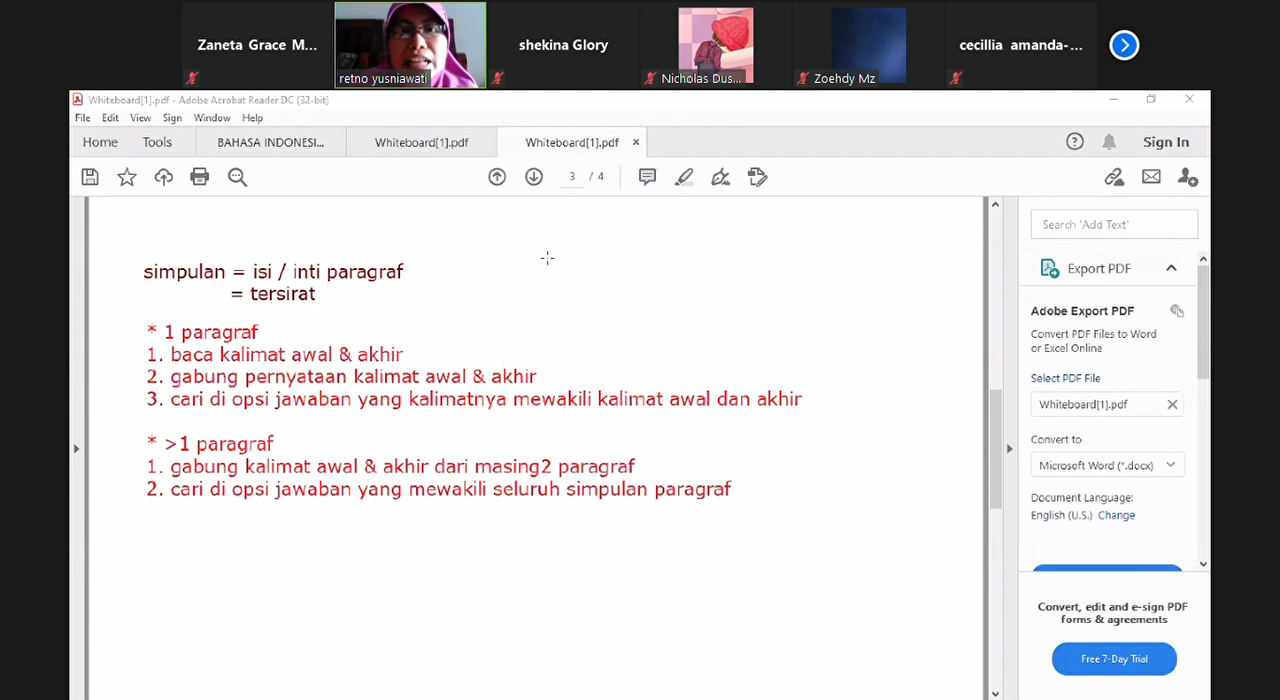 Zaneta Grace M...
retno yusniawati
shekina Glory
Nicholas Dus...
Zoehdy Mz
cecillia amanda-...
Whiteboard[1].pdf - Adobe Acrobat Reader DC (32-bit)
File Edit View Sign Window Help
Home Tools BAHASA INDONESI... Whiteboard[1].pdf Whiteboard[1].pdf × Sign In
3 / 4
simpulan = isi / inti paragraf
= tersirat
* 1 paragraf
1. baca kalimat awal & akhir
2. gabung pernyataan kalimat awal & akhir
3. cari di opsi jawaban yang kalimatnya mewakili kalimat awal dan akhir
* >1 paragraf
1. gabung kalimat awal & akhir dari masing2 paragraf
2. cari di opsi jawaban yang mewakili seluruh simpulan paragraf
Search 'Add Text'
Export PDF
Adobe Export PDF
Convert PDF Files to Word
or Excel Online
Select PDF File
Whiteboard[1].pdf
Convert to
Microsoft Word (*.docx)
Document Language:
English (U.S.) Change
Convert, edit and e-sign PDF
forms & agreements
Free 7-Day Trial